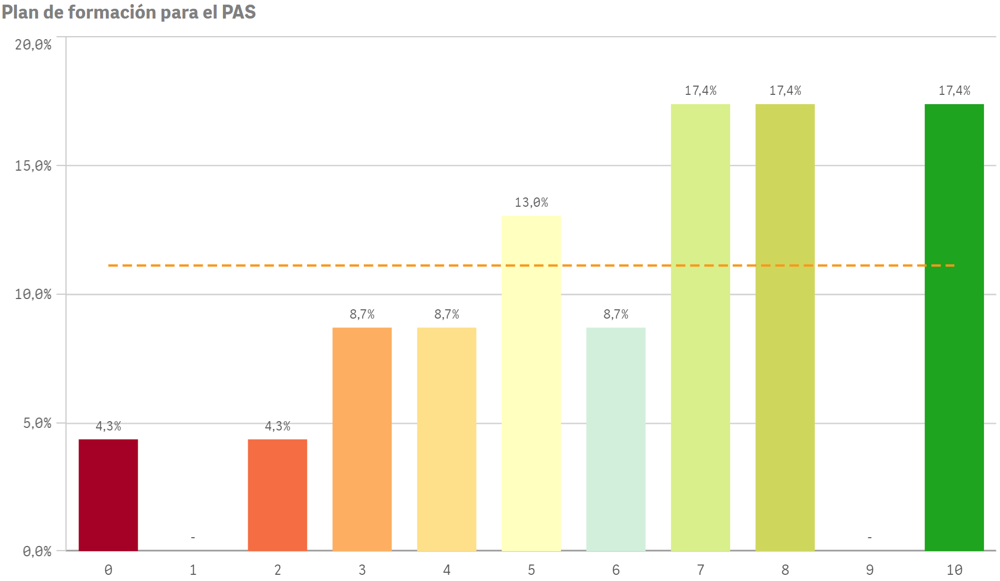 Plan de formación para el PAS
20,0%
17,4% 17,4% 17,4%
15,0%
13,0%
10,0%
8,7% 8,7% 8,7%
5,0%
4,3% 4,3%
- -
0,0%
0 1 2 3 4 5 6 7 8 9 10